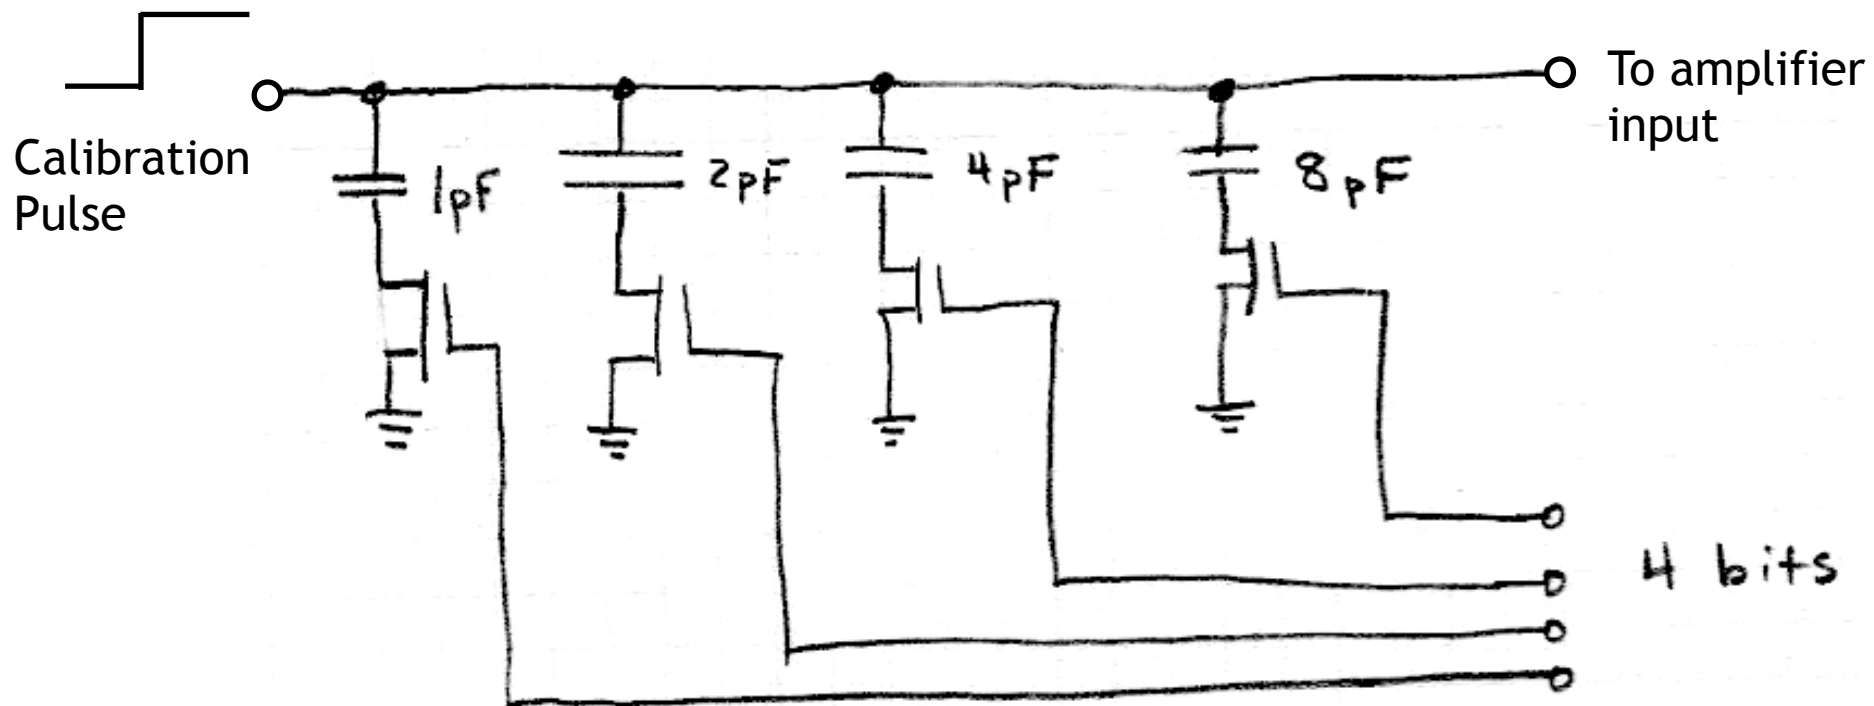 To amplifier
input
Calibration
Pulse
1pF
2pF
4pF
8pF
4 bits